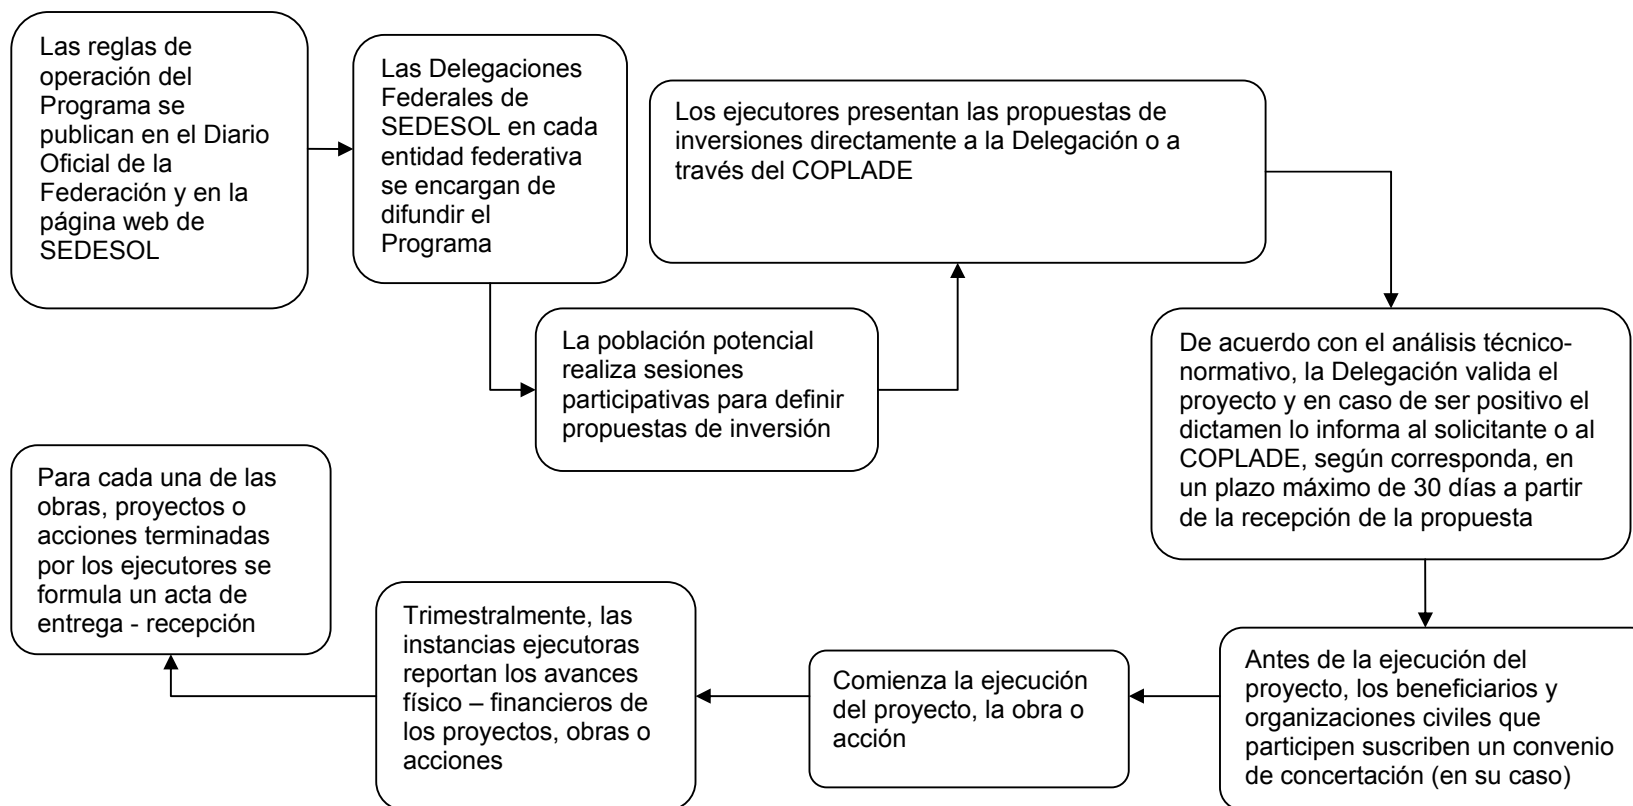 Las reglas de
operación del
Programa se
publican en el Diario
Oficial de la
Federación y en la
página web de
SEDESOL
Las Delegaciones
Federales de
SEDESOL en cada
entidad federativa
se encargan de
difundir el
Programa
La población potencial
realiza sesiones
participativas para definir
propuestas de inversión
Los ejecutores presentan las propuestas de
inversiones directamente a la Delegación o a
través del COPLADE
De acuerdo con el análisis técnico-
normativo, la Delegación valida el
proyecto y en caso de ser positivo el
dictamen lo informa al solicitante o al
COPLADE, según corresponda, en
un plazo máximo de 30 días a partir
de la recepción de la propuesta
Antes de la ejecución del
proyecto, los beneficiarios y
organizaciones civiles que
participen suscriben un convenio
de concertación (en su caso)
Comienza la ejecución
del proyecto, la obra o
acción
Trimestralmente, las
instancias ejecutoras
reportan los avances
físico – financieros de
los proyectos, obras o
acciones
Para cada una de las
obras, proyectos o
acciones terminadas
por los ejecutores se
formula un acta de
entrega - recepción